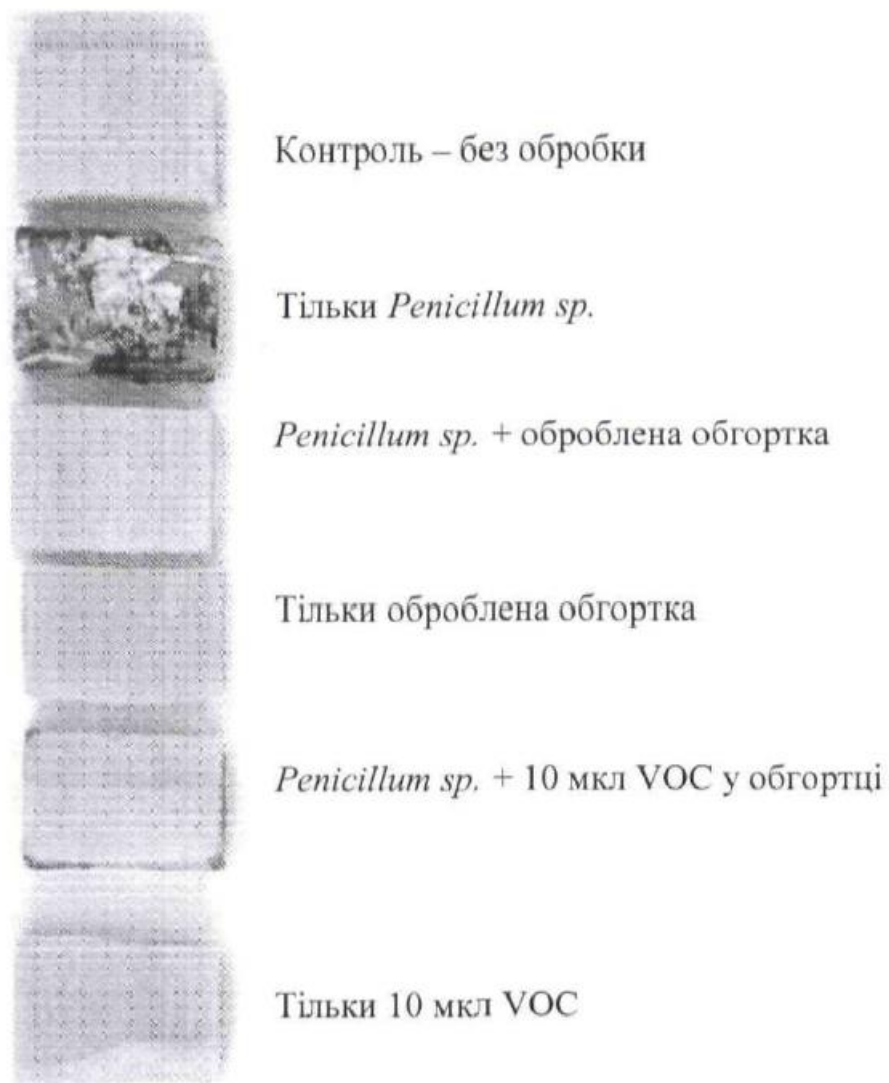 Контроль – без обробки
Тільки Penicillum sp.
Penicillum sp. + оброблена обгортка
Тільки оброблена обгортка
Penicillum sp. + 10 мкл VOC у обгортці
Тільки 10 мкл VOC